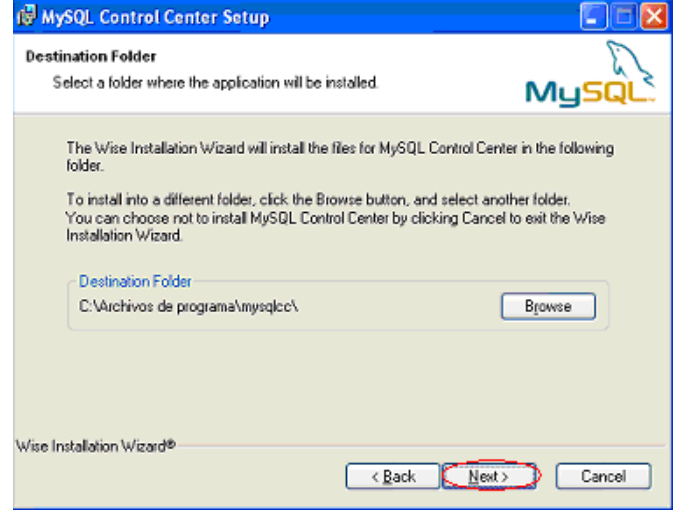 MySQL Control Center Setup
Destination Folder
Select a folder where the application will be installed.
MySQL
The Wise Installation Wizard will install the files for MySQL Control Center in the following
folder.
To install into a different folder, click the Browse button, and select another folder.
You can choose not to install MySQL Control Center by clicking Cancel to exit the Wise
Installation Wizard.
Destination Folder
C:\Archivos de programa\mysqlcc\
Browse
Wise Installation Wizard®
< Back Next > Cancel